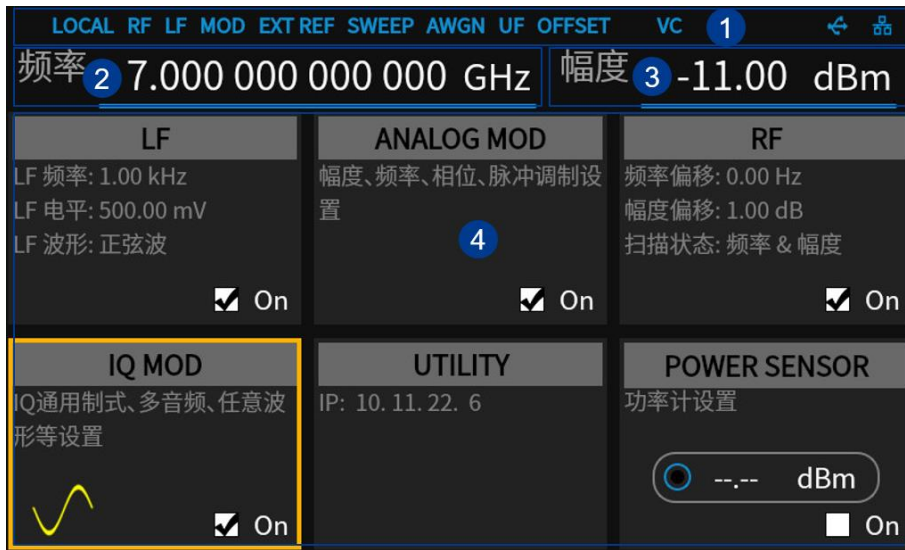 LOCAL RF LF MOD EXT REF SWEEP AWGN UF OFFSET VC 1
频率 2 7.000 000 000 000 GHz 幅度 3 -11.00 dBm
LF
LF 频率: 1.00 kHz
LF 电平: 500.00 mV
LF 波形: 正弦波
On
ANALOG MOD
幅度、频率、相位、脉冲调制设
置
4
On
RF
频率偏移: 0.00 Hz
幅度偏移: 1.00 dB
扫描状态: 频率 & 幅度
On
IQ MOD
IQ通用制式、多音频、任意波
形等设置
On
UTILITY
IP: 10. 11. 22. 6
POWER SENSOR
功率计设置
--.-- dBm
On